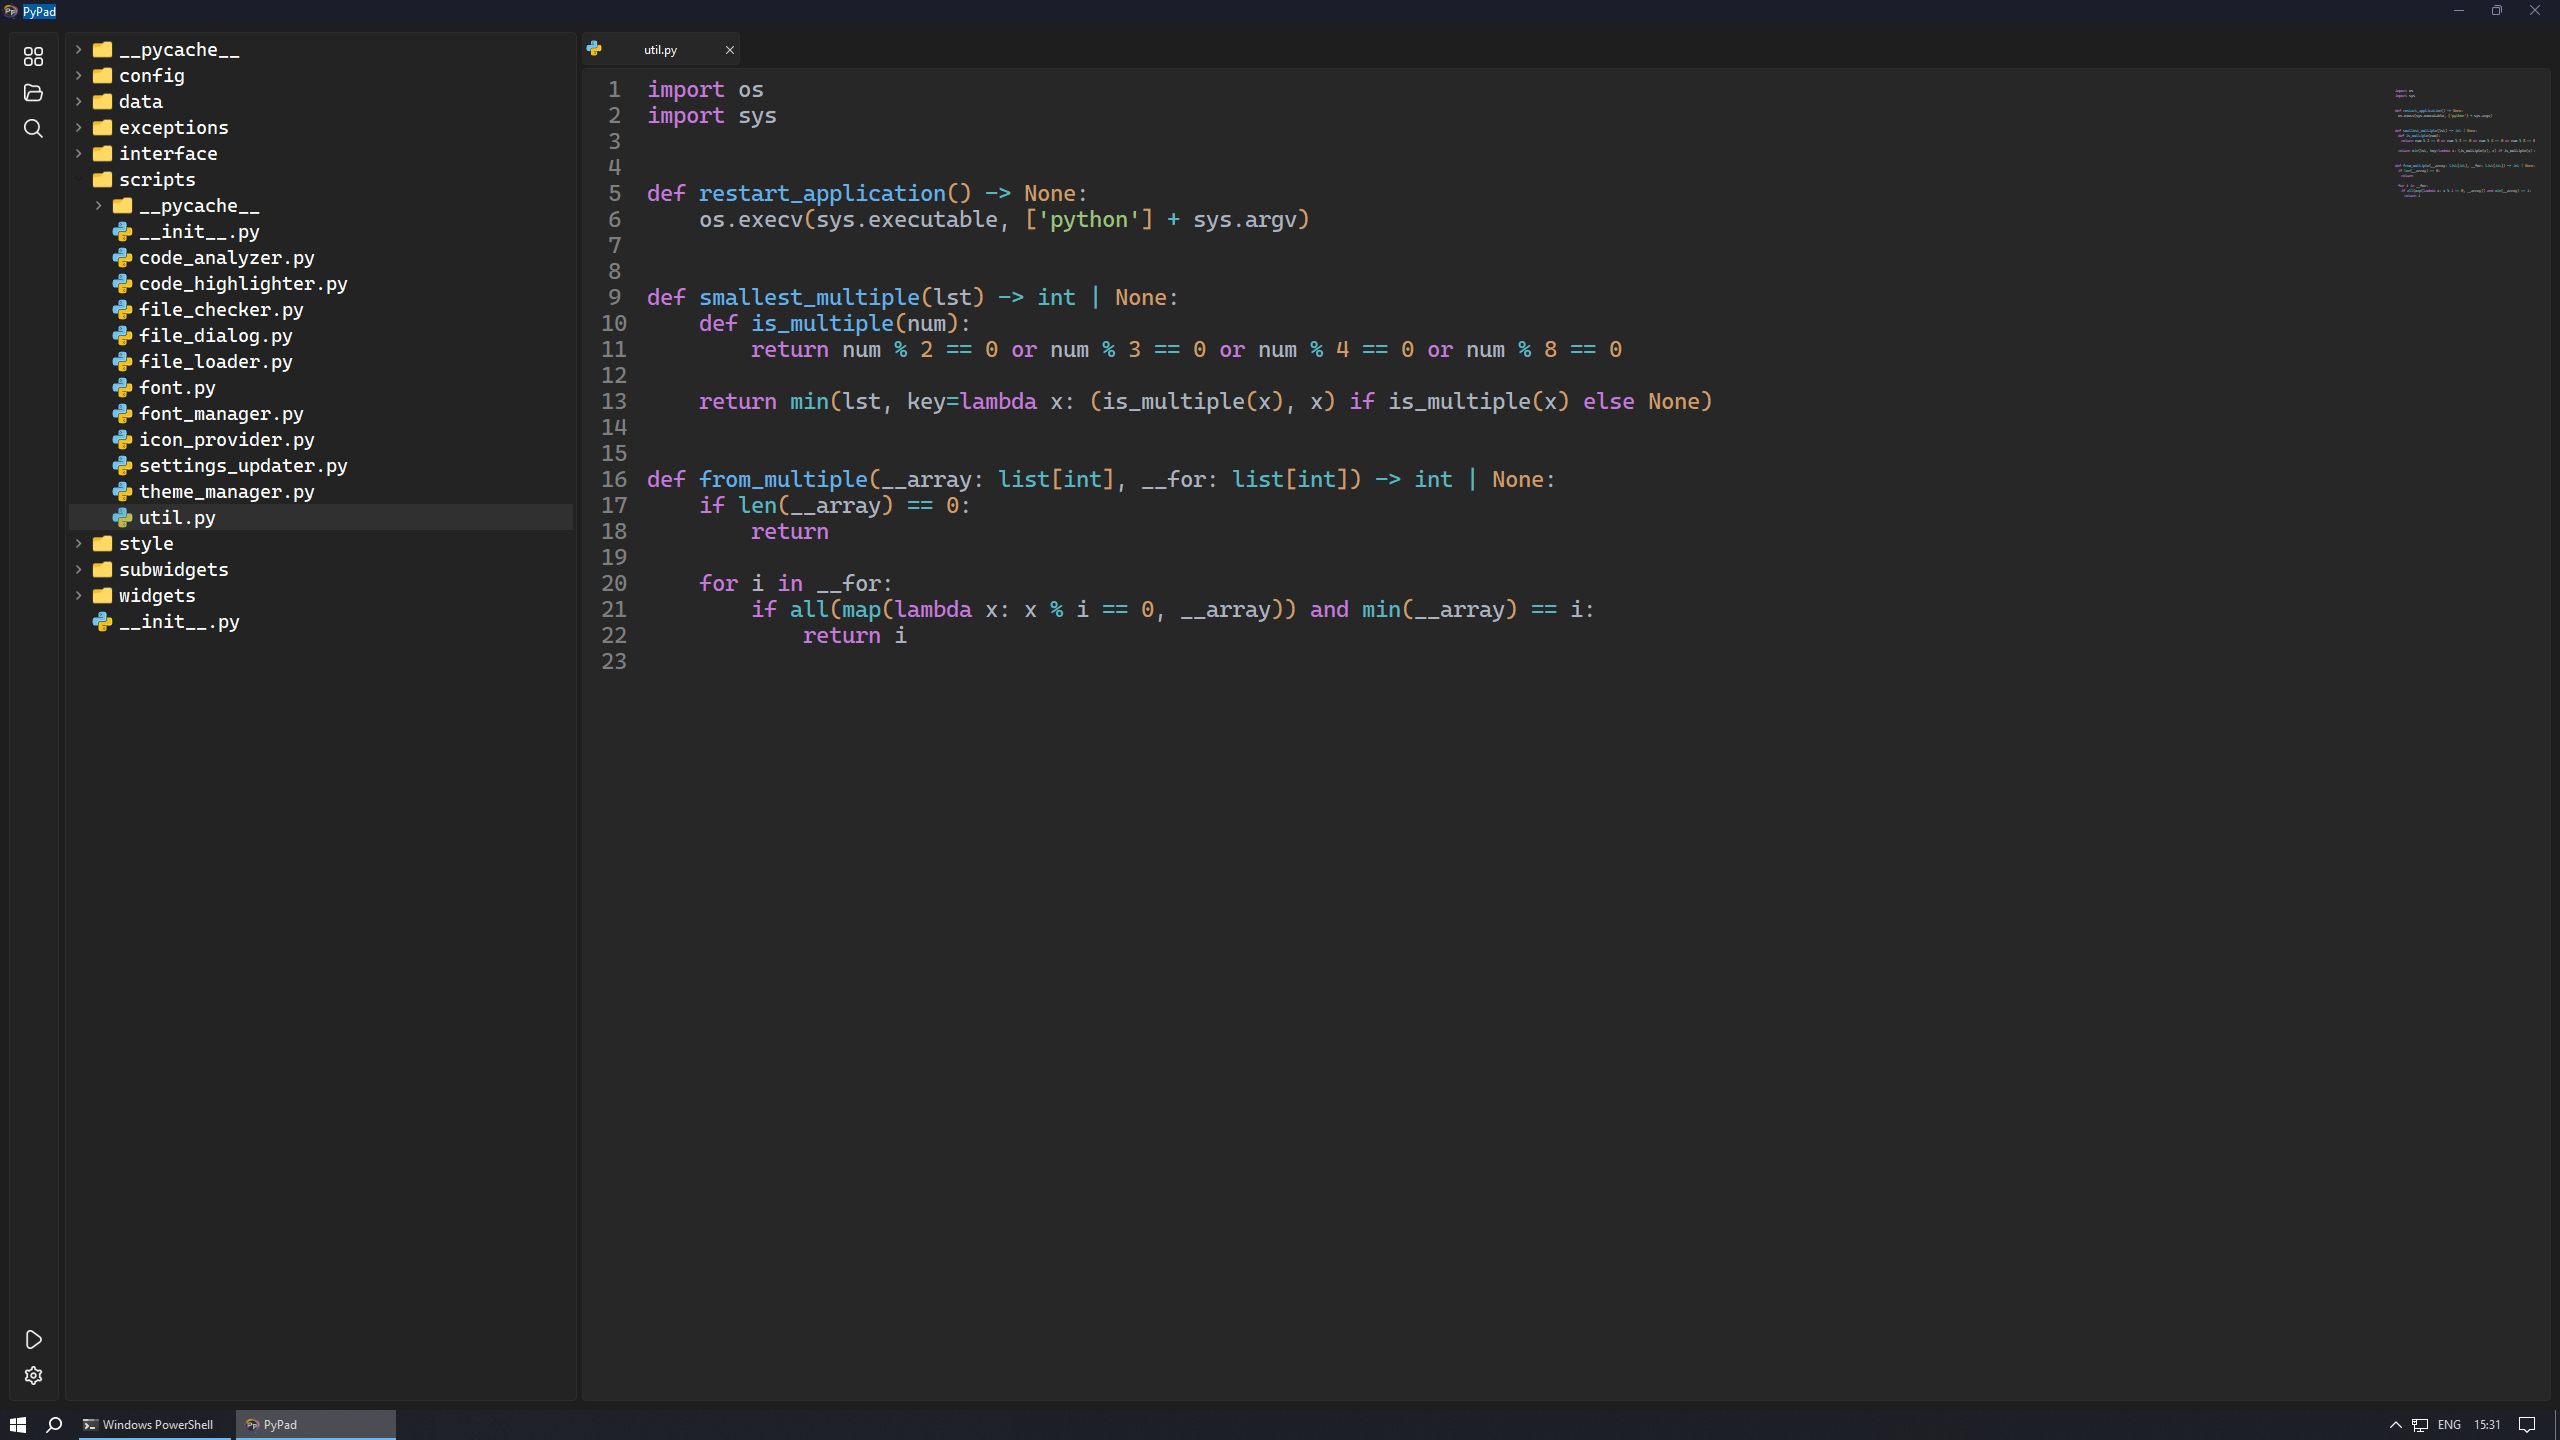 PyPad
__pycache__
config
data
exceptions
interface
scripts
__pycache__
__init__.py
code_analyzer.py
code_highlighter.py
file_checker.py
file_dialog.py
file_loader.py
font.py
font_manager.py
icon_provider.py
settings_updater.py
theme_manager.py
util.py
style
subwidgets
widgets
__init__.py
util.py
1 import os
2 import sys
3
4
5 def restart_application() -> None:
6     os.execv(sys.executable, ['python'] + sys.argv)
7
8
9 def smallest_multiple(lst) -> int | None:
10     def is_multiple(num):
11         return num % 2 == 0 or num % 3 == 0 or num % 4 == 0 or num % 8 == 0
12
13     return min(lst, key=lambda x: (is_multiple(x), x) if is_multiple(x) else None)
14
15
16 def from_multiple(__array: list[int], __for: list[int]) -> int | None:
17     if len(__array) == 0:
18         return
19
20     for i in __for:
21         if all(map(lambda x: x % i == 0, __array)) and min(__array) == i:
22             return i
23
Windows PowerShell
PyPad
ENG
15:31